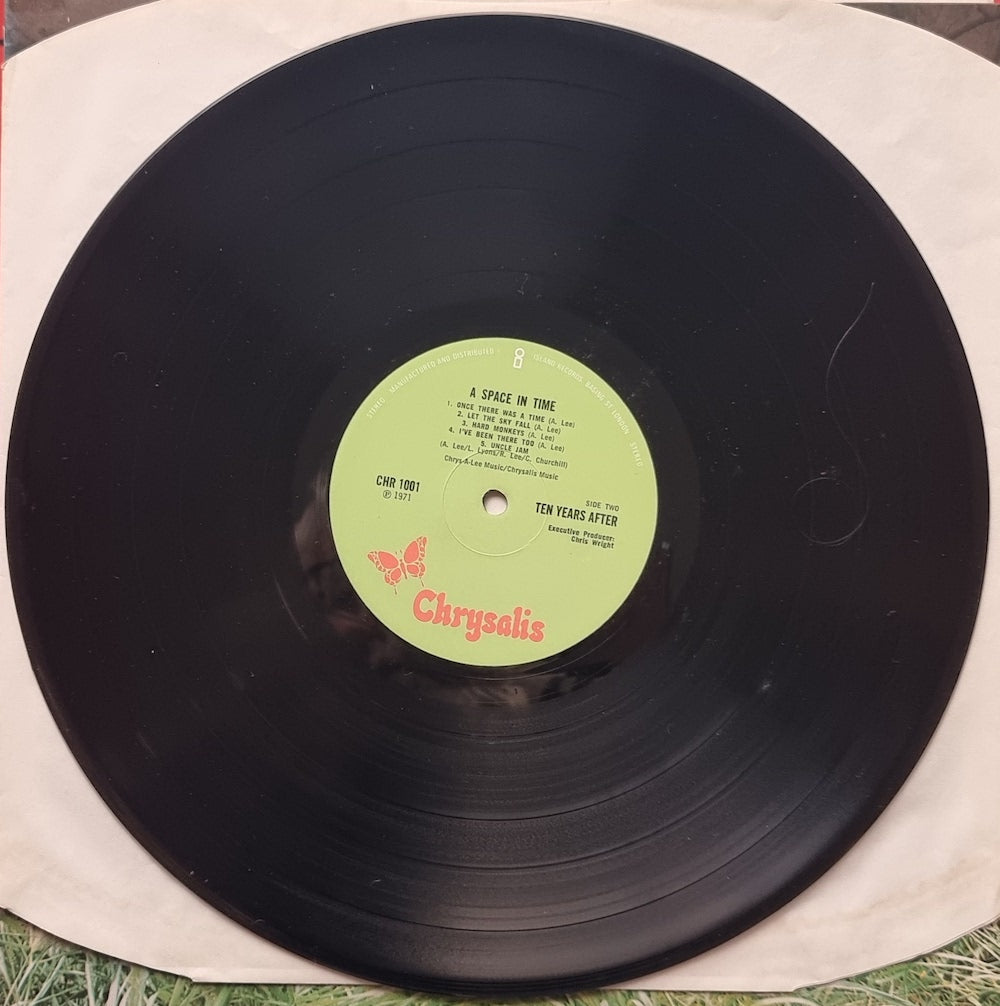 STEREO · MANUFACTURED AND DISTRIBUTED · ISLAND RECORDS, BASING ST. LONDON · STEREO
A SPACE IN TIME
1. ONCE THERE WAS A TIME (A. Lee)
2. LET THE SKY FALL (A. Lee)
3. HARD MONKEYS (A. Lee)
4. I'VE BEEN THERE TOO (A. Lee)
5. UNCLE JAM
(A. Lee/L. Lyons/R. Lee/C. Churchill)
Chrys-A-Lee Music/Chrysalis Music
CHR 1001
Ⓟ 1971
SIDE TWO
TEN YEARS AFTER
Executive Producer:
Chris Wright
Chrysalis